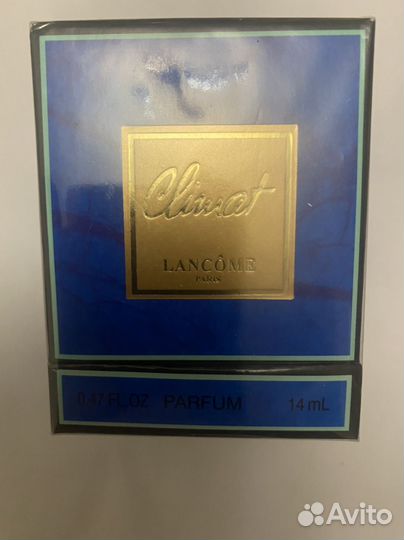 Climat
LANCÔME
PARIS
0.47 FL.OZ PARFUM 14 mL
Avito